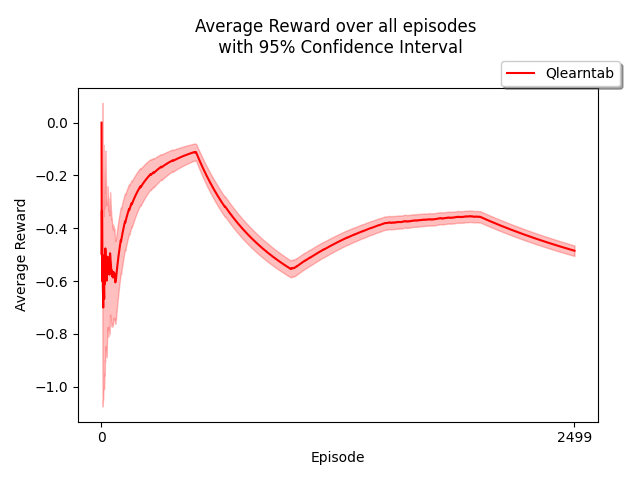 Average Reward over all episodes
with 95% Confidence Interval
Qlearntab
0.0
−0.2
−0.4
−0.6
−0.8
−1.0
Average Reward
0
2499
Episode